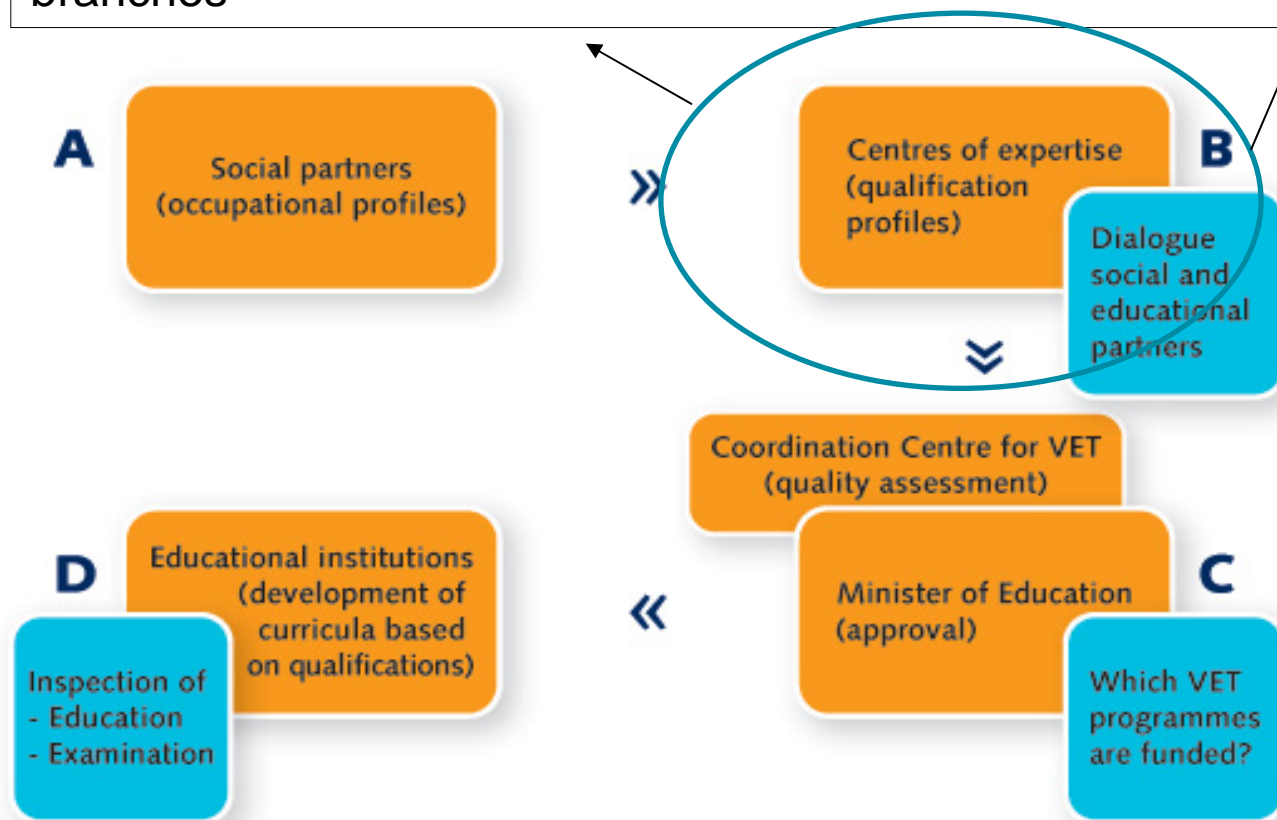 branches
A
Social partners
(occupational profiles)
»
Centres of expertise
(qualification
profiles)
B
Dialogue
social and
educational
partners
Coordination Centre for VET
(quality assessment)
Minister of Education
(approval)
C
Which VET
programmes
are funded?
«
D
Educational institutions
(development of
curricula based
on qualifications)
Inspection of
- Education
- Examination